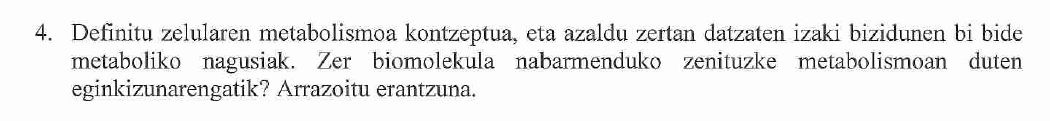 4. Definitu zelularen metabolismoa kontzeptua, eta azaldu zertan datzaten izaki bizidunen bi bide
metaboliko nagusiak. Zer biomolekula nabarmenduko zenituzke metabolismoan duten
eginkizunarengatik? Arrazoitu erantzuna.